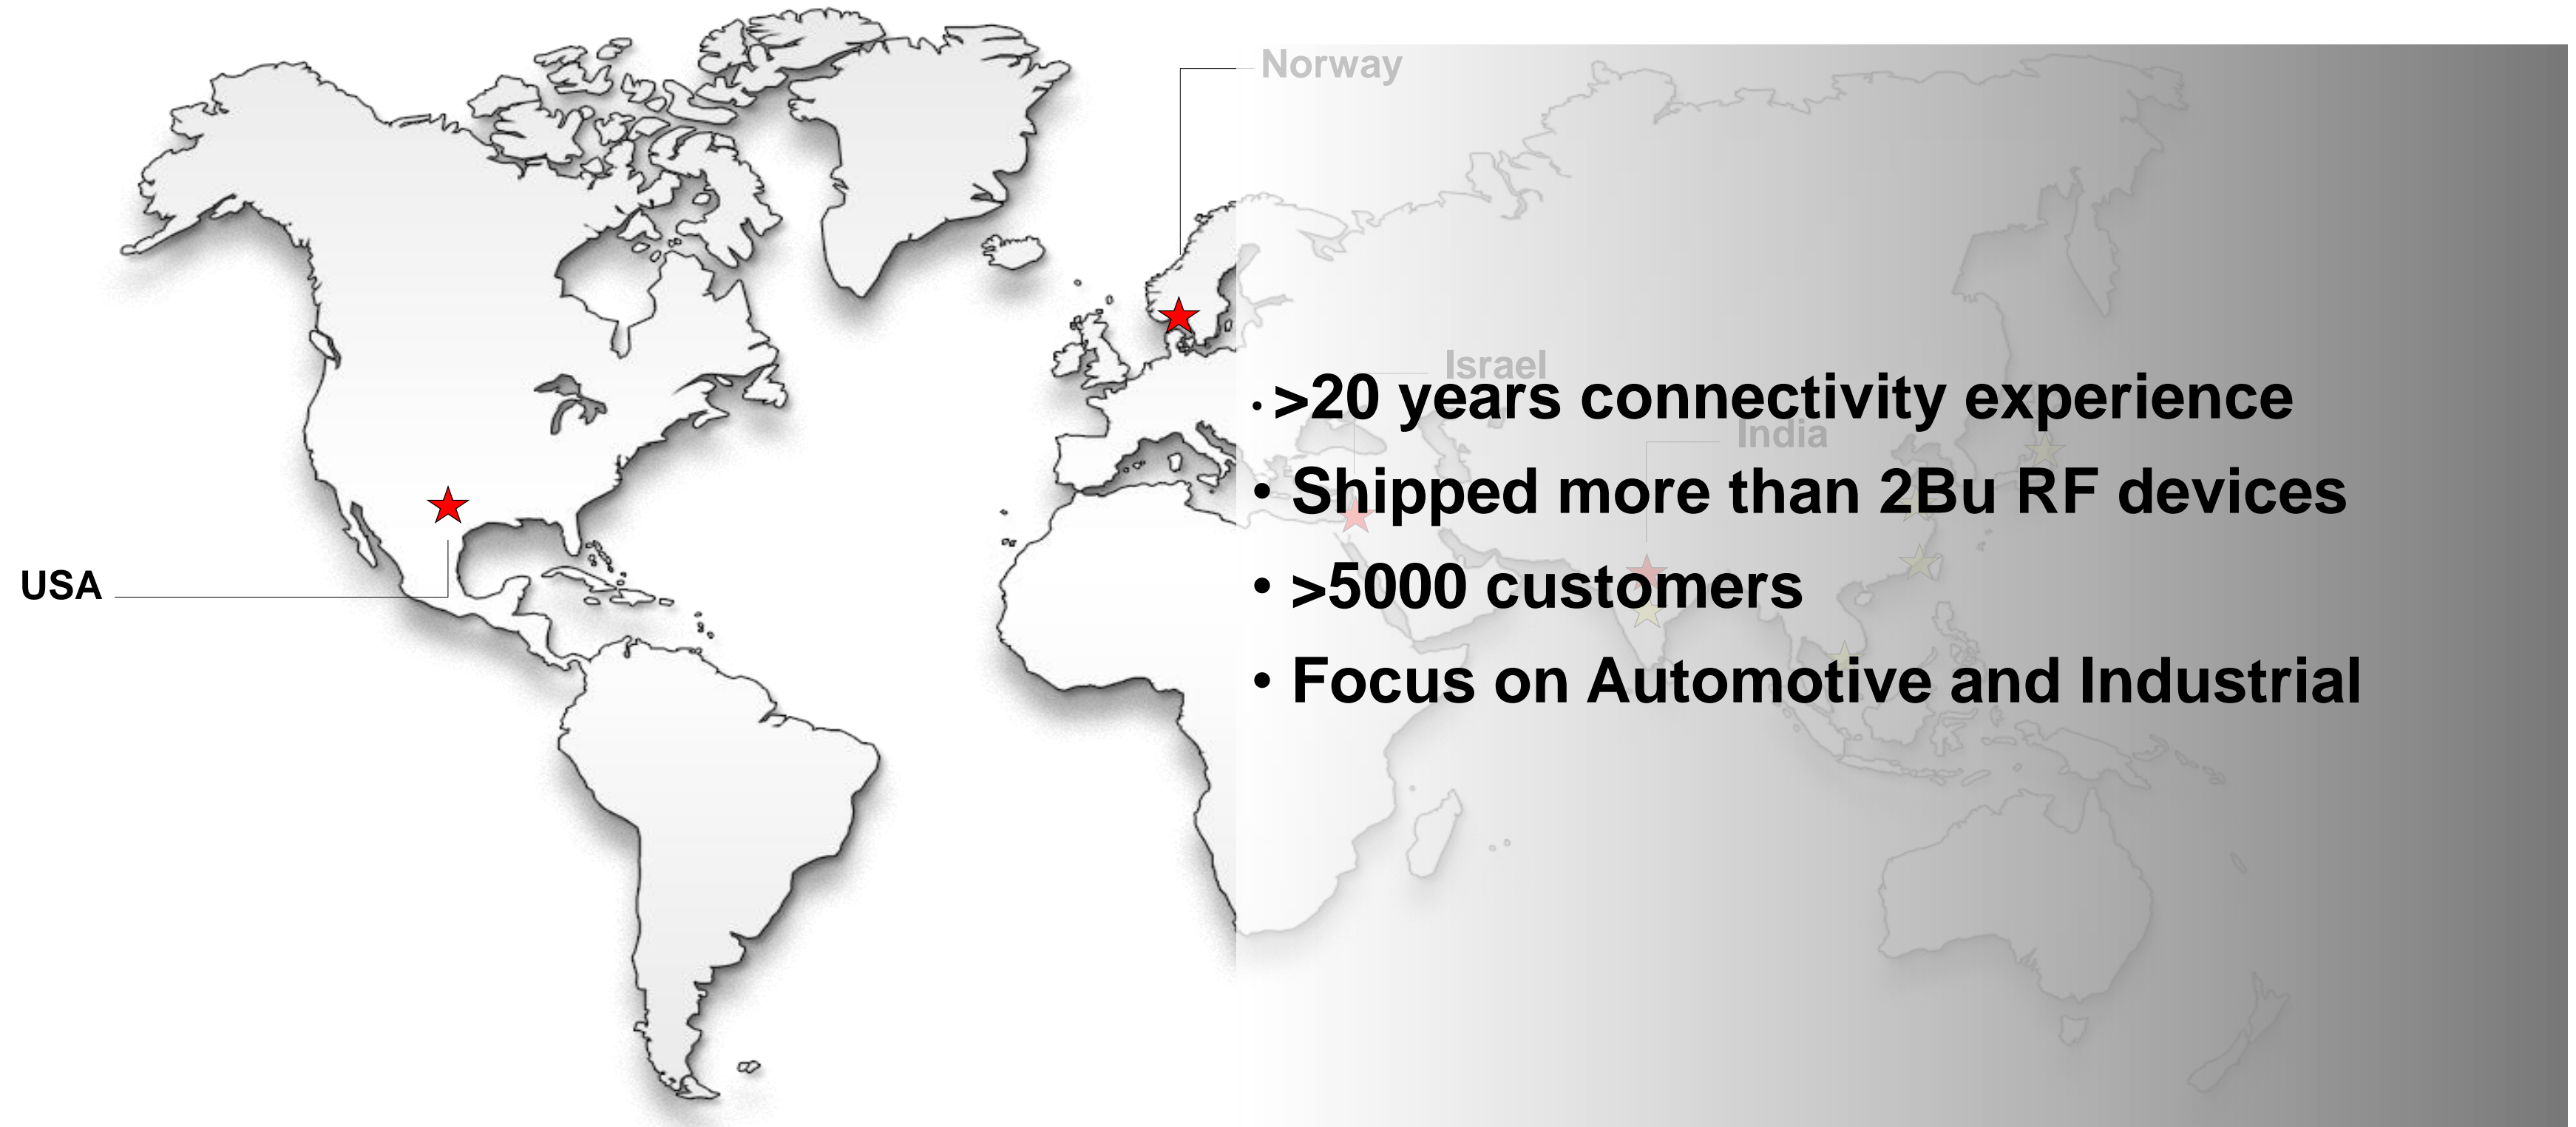 Norway
Israel
• >20 years connectivity experience
India
• Shipped more than 2Bu RF devices
• >5000 customers
USA
• Focus on Automotive and Industrial